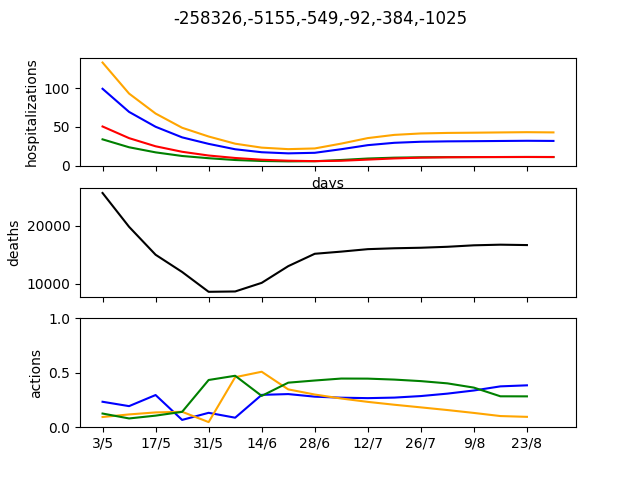 -258326,-5155,-549,-92,-384,-1025
hospitalizations
100
50
0
days
deaths
20000
10000
actions
1.0
0.5
0.0
3/5 17/5 31/5 14/6 28/6 12/7 26/7 9/8 23/8